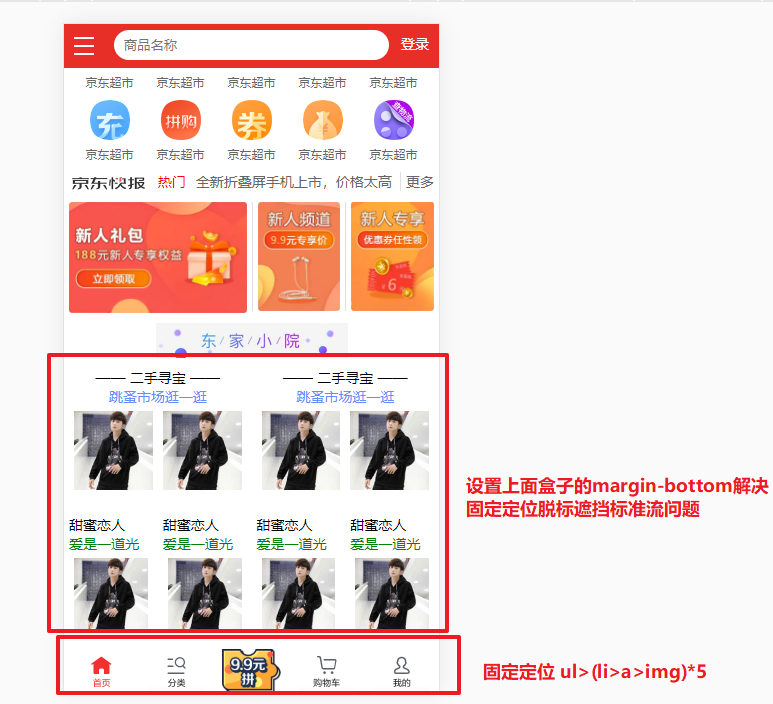 商品名称
登录
京东超市 京东超市 京东超市 京东超市 京东超市
充 拼购 券 ¥ 查物流
京东超市 京东超市 京东超市 京东超市 京东超市
京东快报 热门 全新折叠屏手机上市，价格太高 更多
新人礼包
188元新人专享权益
立即领取
新人频道
9.9元专享价
新人专享
优惠券任性领
¥6
东/家/小/院
—— 二手寻宝 —— —— 二手寻宝 ——
跳蚤市场逛一逛 跳蚤市场逛一逛
设置上面盒子的margin-bottom解决
固定定位脱标遮挡标准流问题
甜蜜恋人 甜蜜恋人 甜蜜恋人 甜蜜恋人
爱是一道光 爱是一道光 爱是一道光 爱是一道光
9.9元
拼
首页 分类 购物车 我的
固定定位 ul>(li>a>img)*5